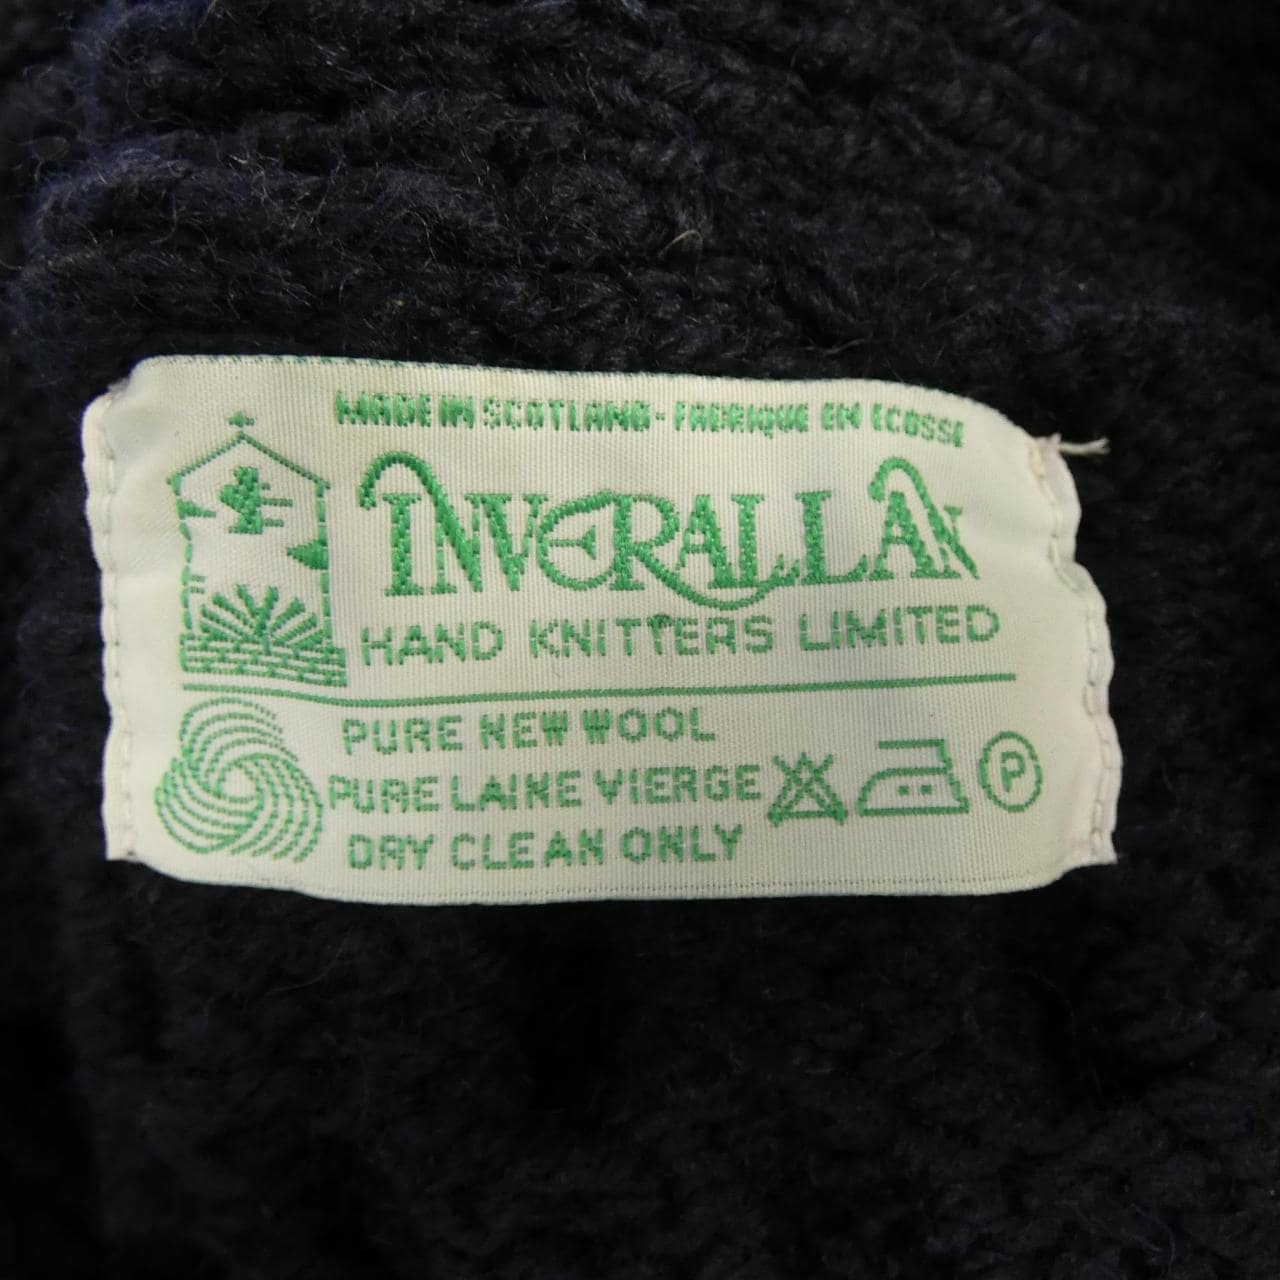 MADE IN SCOTLAND - FABRIQUE EN ECOSSE
INVERALLAN
HAND KNITTERS LIMITED
PURE NEW WOOL
PURE LAINE VIERGE
DRY CLEAN ONLY
P